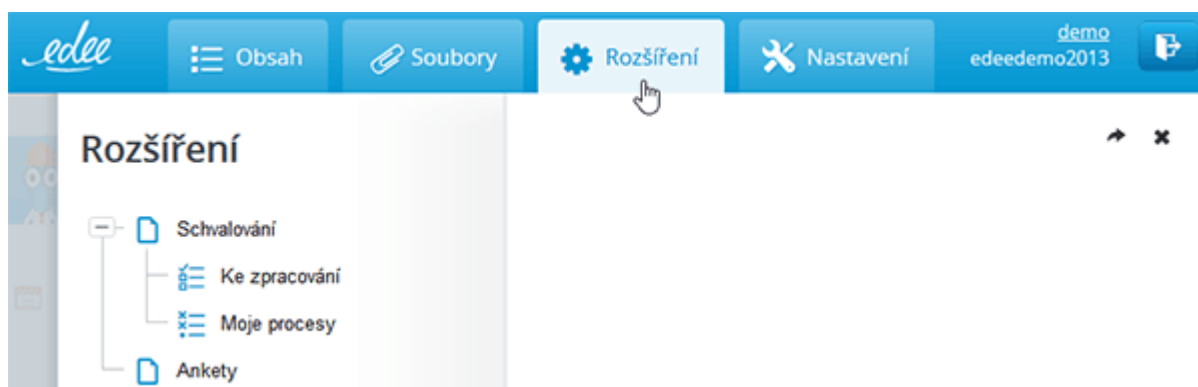 edee
Obsah
Soubory
Rozšíření
Nastavení
demo
edeedemo2013
Rozšíření
Schvalování
Ke zpracování
Moje procesy
Ankety